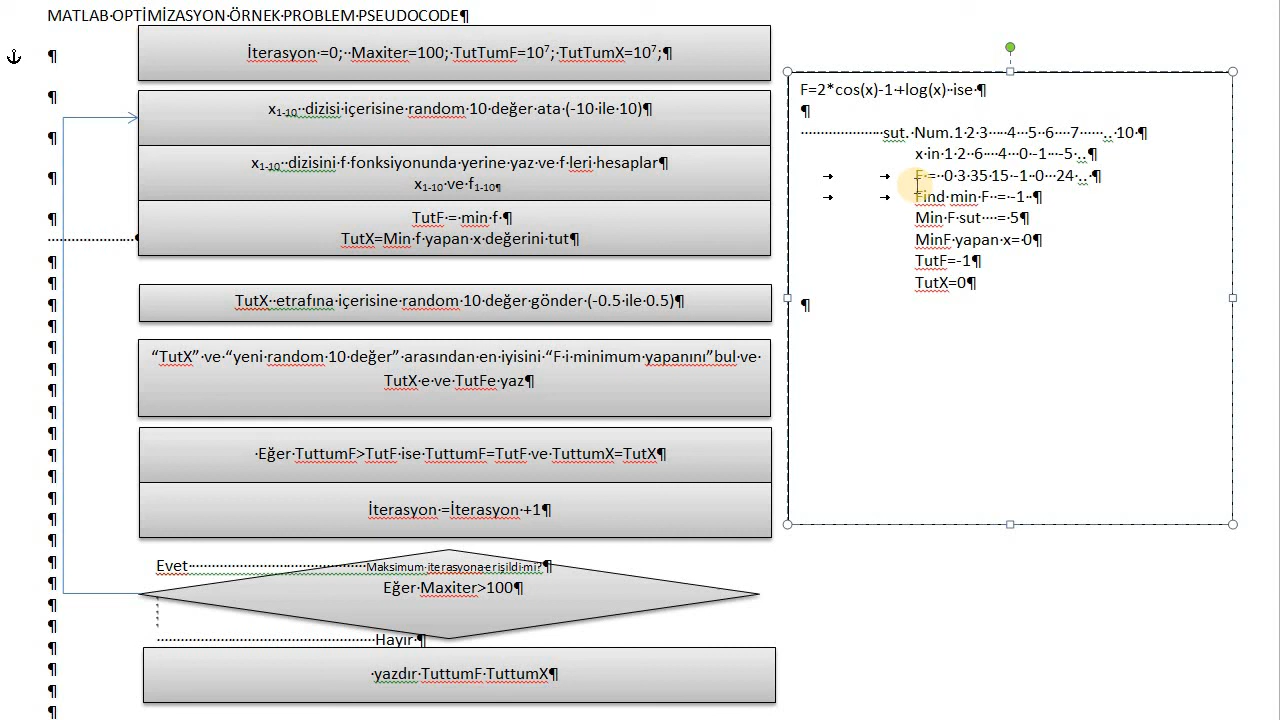 MATLAB OPTİMİZASYON ÖRNEK PROBLEM PSEUDOCODE¶
İterasyon =0; Maxiter=100; TutTumF=10⁷; TutTumX=10⁷;¶
x₁₋₁₀ dizisi içerisine random 10 değer ata (-10 ile 10)¶
x₁₋₁₀ dizisini f fonksiyonunda yerine yaz ve f leri hesaplar¶
x₁₋₁₀ ve f₁₋₁₀¶
TutF = min f ¶
TutX=Min f yapan x değerini tut¶
TutX etrafına içerisine random 10 değer gönder (-0.5 ile 0.5)¶
“TutX” ve “yeni random 10 değer” arasından en iyisini “F i minimum yapanını”bul ve
TutX e ve TutFe yaz¶
Eğer TuttumF>TutF ise TuttumF=TutF ve TuttumX=TutX¶
İterasyon =İterasyon +1¶
Evet Maksimum iterasyona erişildi mi?¶
Eğer Maxiter>100¶
Hayır ¶
yazdır TuttumF TuttumX¶
F=2*cos(x)-1+log(x) ise ¶
¶
sut. Num.1 2 3 4 5 6 7 .. 10 ¶
x in 1 2 6 4 0 -1 -5 .. ¶
F = 0 3 35 15 -1 0 24 .. ¶
Find min F = -1 ¶
Min F sut = 5¶
MinF yapan x= 0¶
TutF=-1¶
TutX=0¶
¶